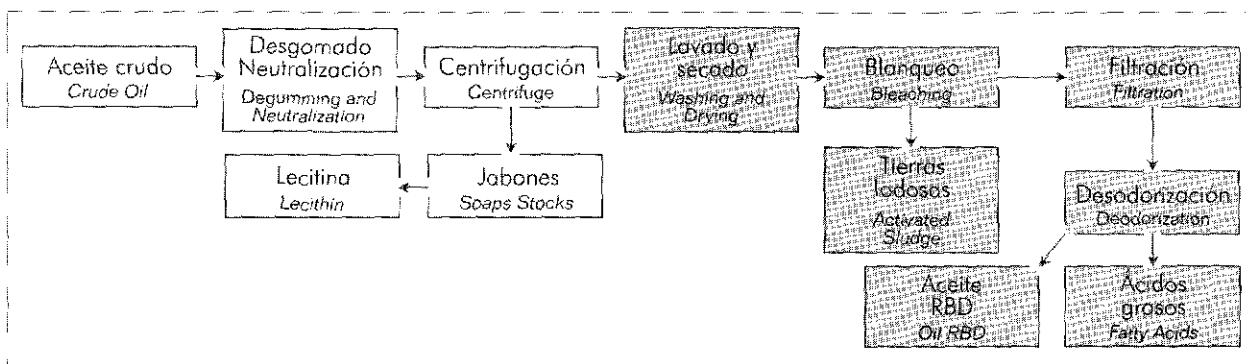 Aceite crudo
Crude Oil
Desgomado
Neutralización
Degumming and
Neutralization
Centrifugación
Centrifuge
Lavado y
secado
Washing and
Drying
Blanqueo
Bleaching
Filtración
Filtration
Lecitina
Lecithin
Jabones
Soaps Stocks
Tierras
lodosas
Activated
Sludge
Desodorización
Deodorization
Aceite
RBD
Oil RBD
Ácidos
grasos
Fatty Acids